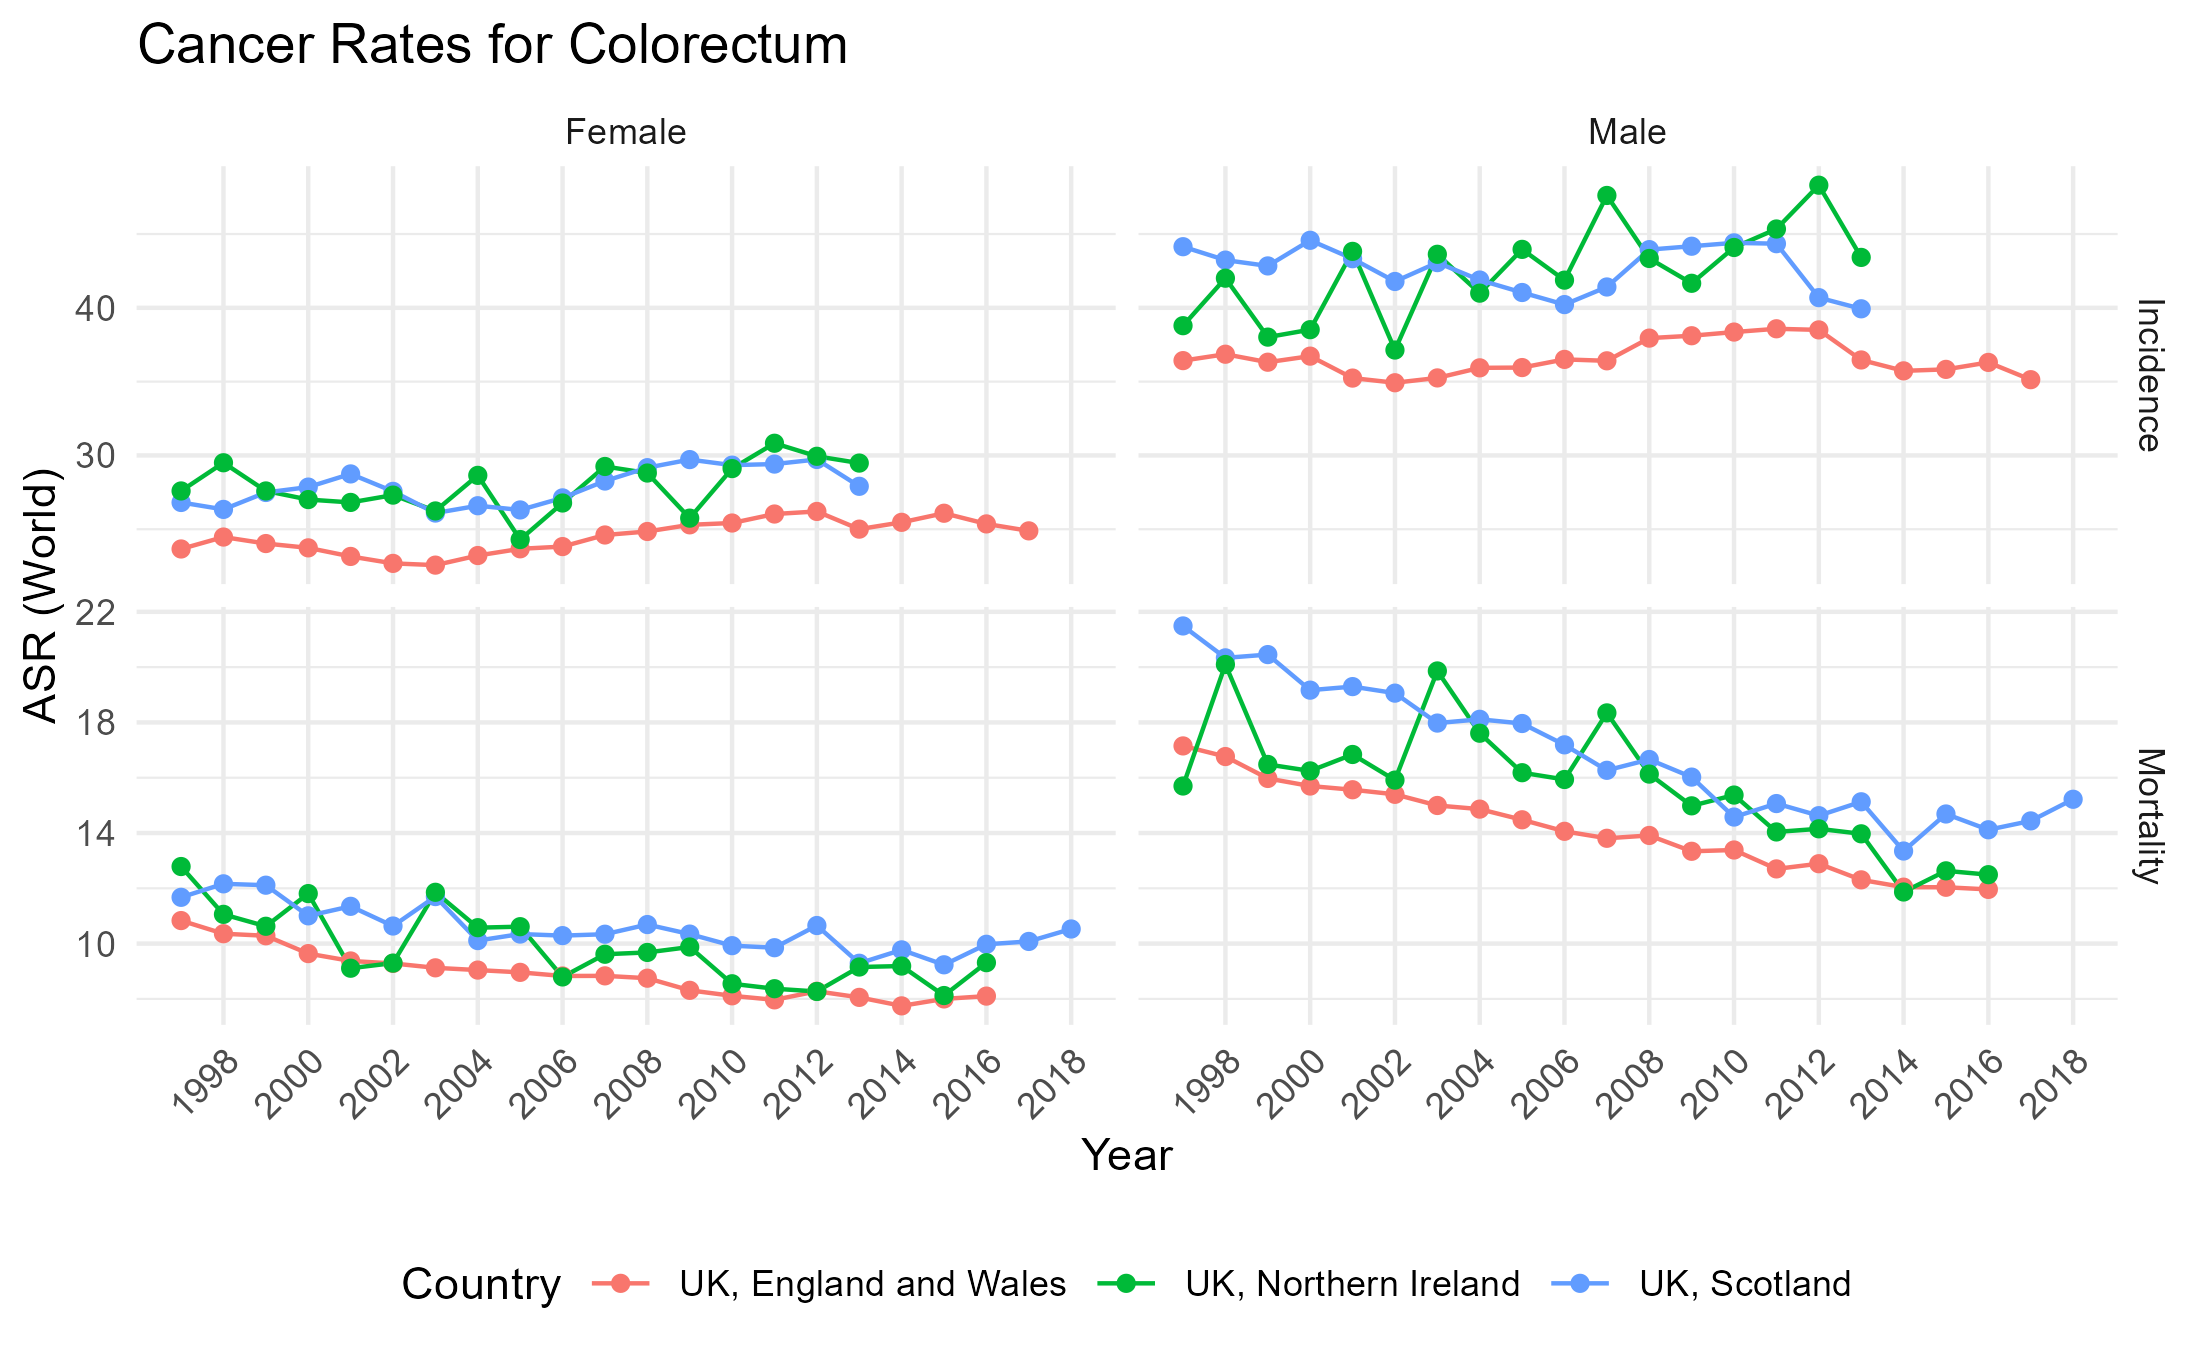 Cancer Rates for Colorectum
Female
Male
40
30
Incidence
ASR (World)
22
18
14
10
Mortality
1998
2000
2002
2004
2006
2008
2010
2012
2014
2016
2018
1998
2000
2002
2004
2006
2008
2010
2012
2014
2016
2018
Year
Country
UK, England and Wales
UK, Northern Ireland
UK, Scotland